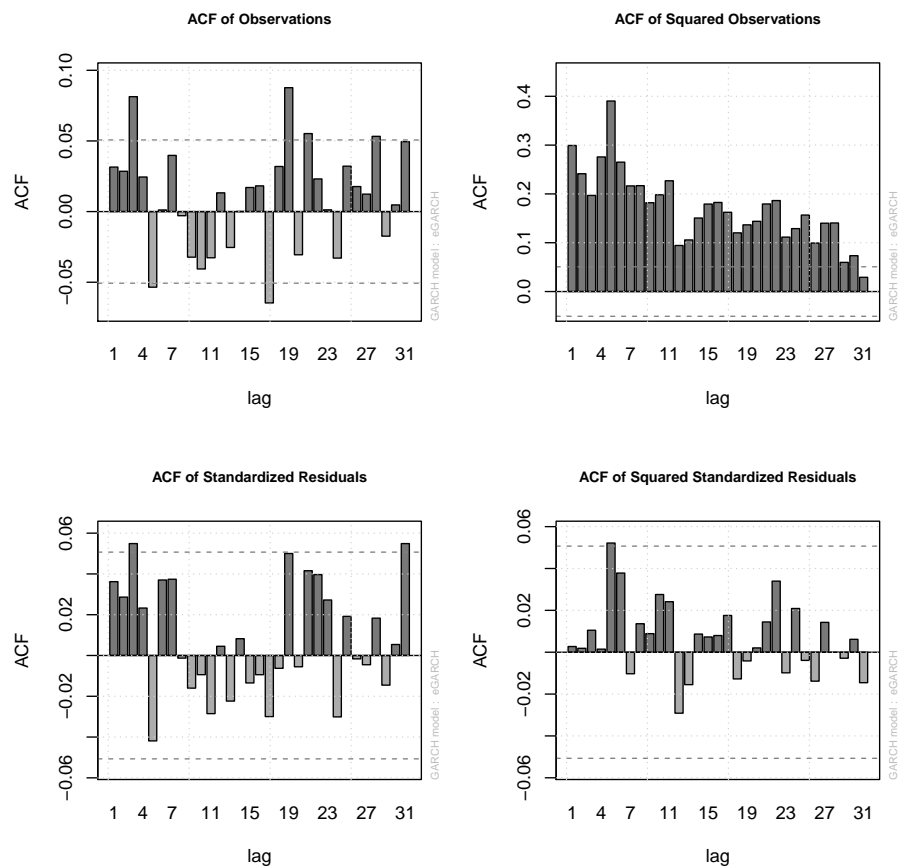 ACF of Observations
ACF
0.10
0.05
0.00
−0.05
1 4 7 11 15 19 23 27 31
lag
GARCH model : eGARCH
ACF of Squared Observations
ACF
0.4
0.3
0.2
0.1
0.0
1 4 7 11 15 19 23 27 31
lag
GARCH model : eGARCH
ACF of Standardized Residuals
ACF
0.06
0.02
−0.02
−0.06
1 4 7 11 15 19 23 27 31
lag
GARCH model : eGARCH
ACF of Squared Standardized Residuals
ACF
0.06
0.02
−0.02
−0.06
1 4 7 11 15 19 23 27 31
lag
GARCH model : eGARCH